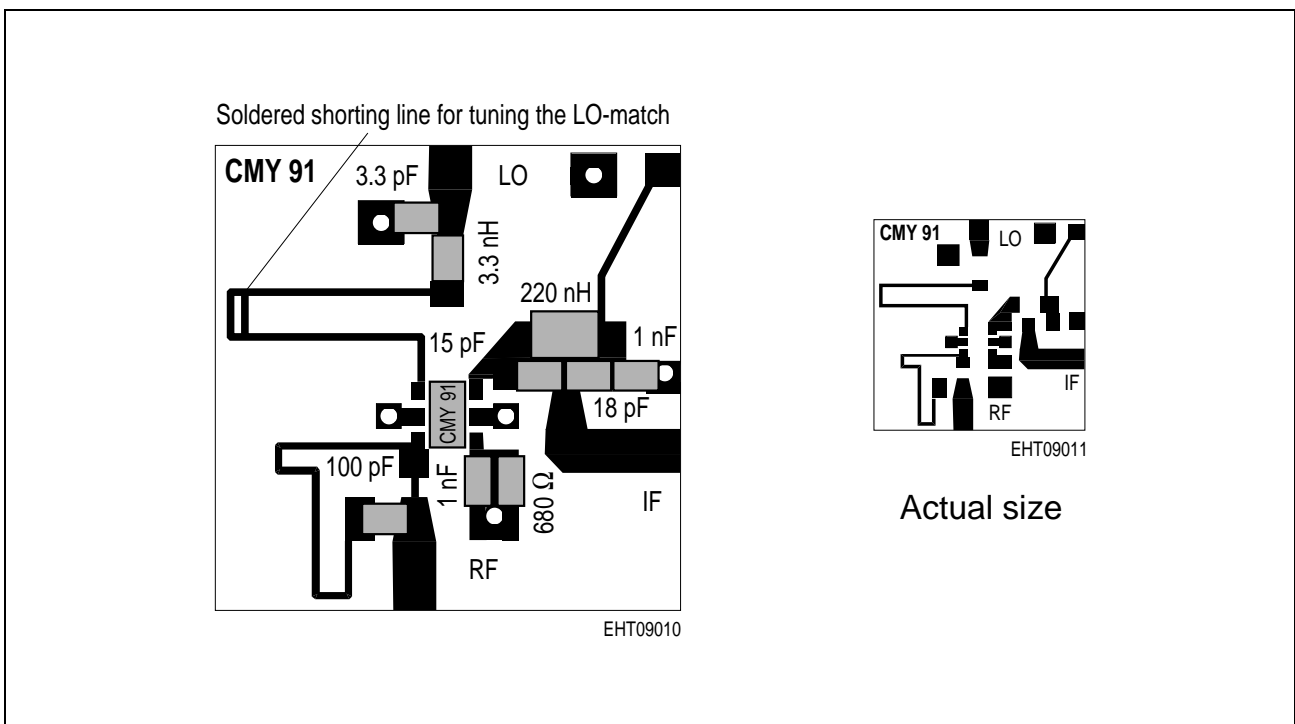 Soldered shorting line for tuning the LO-match
CMY 91
3.3 pF
LO
3.3 nH
220 nH
15 pF
1 nF
CMY 91
18 pF
100 pF
1 nF
680 Ω
IF
RF
EHT09010
CMY 91
LO
IF
RF
EHT09011
Actual size